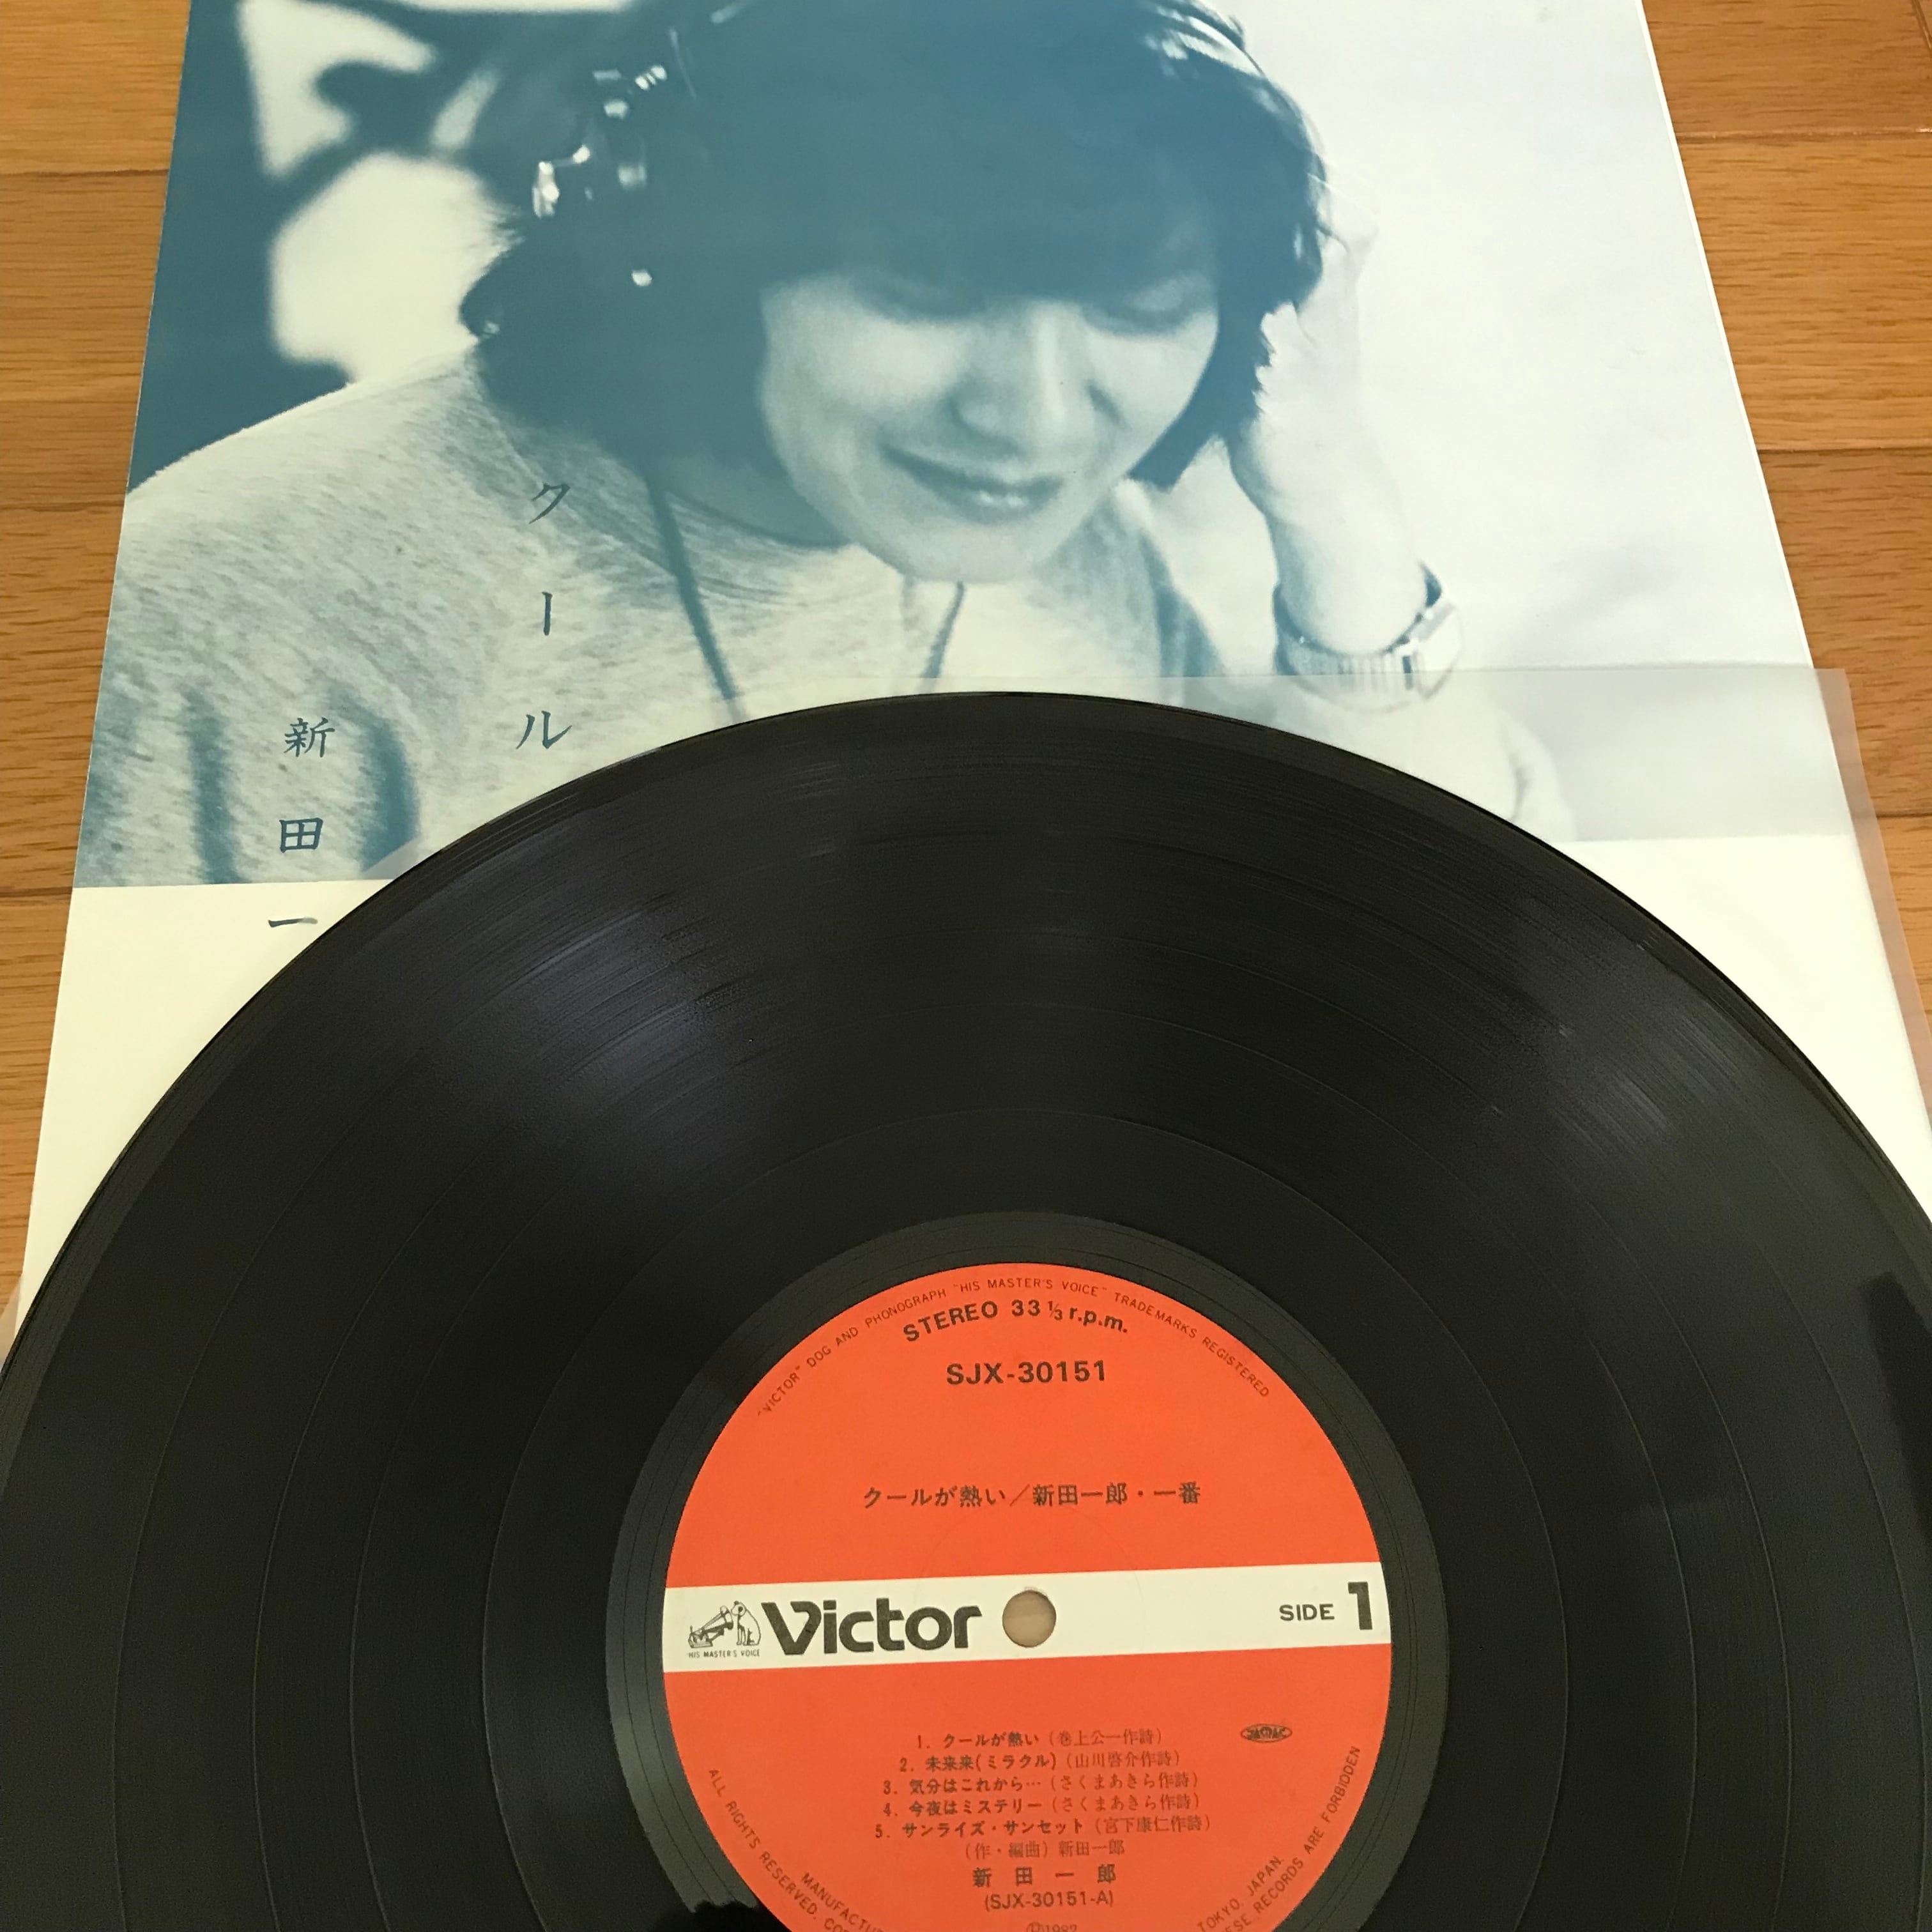 クール
新田一
"VICTOR" DOG AND PHONOGRAPH "HIS MASTER'S VOICE" TRADEMARKS REGISTERED
STEREO 33 1/3 r.p.m.
SJX-30151
クールが熱い／新田一郎・一番
"HIS MASTER'S VOICE"
Victor
SIDE 1
1. クールが熱い（巻上公一作詩）
2. 未来来(ミラクル)（山川啓介作詩）
3. 気分はこれから…（さくまあきら作詩）
4. 今夜はミステリー（さくまあきら作詩）
5. サンライズ・サンセット（宮下康仁作詩）
（作・編曲）新田一郎
新田一郎
(SJX-30151-A)
Ⓟ1982
ALL RIGHTS RESERVED.
TOKYO, JAPAN.
RECORDS ARE FORBIDDEN